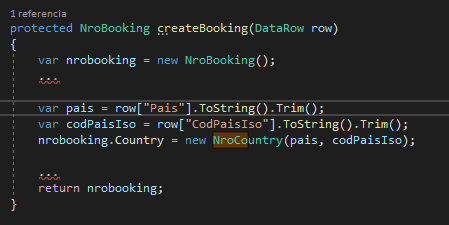 1 referencia
protected NroBooking createBooking(DataRow row)
{
var nrobooking = new NroBooking();
...
var pais = row["Pais"].ToString().Trim();
var codPaisIso = row["CodPaisIso"].ToString().Trim();
nrobooking.Country = new NroCountry(pais, codPaisIso);
...
return nrobooking;
}